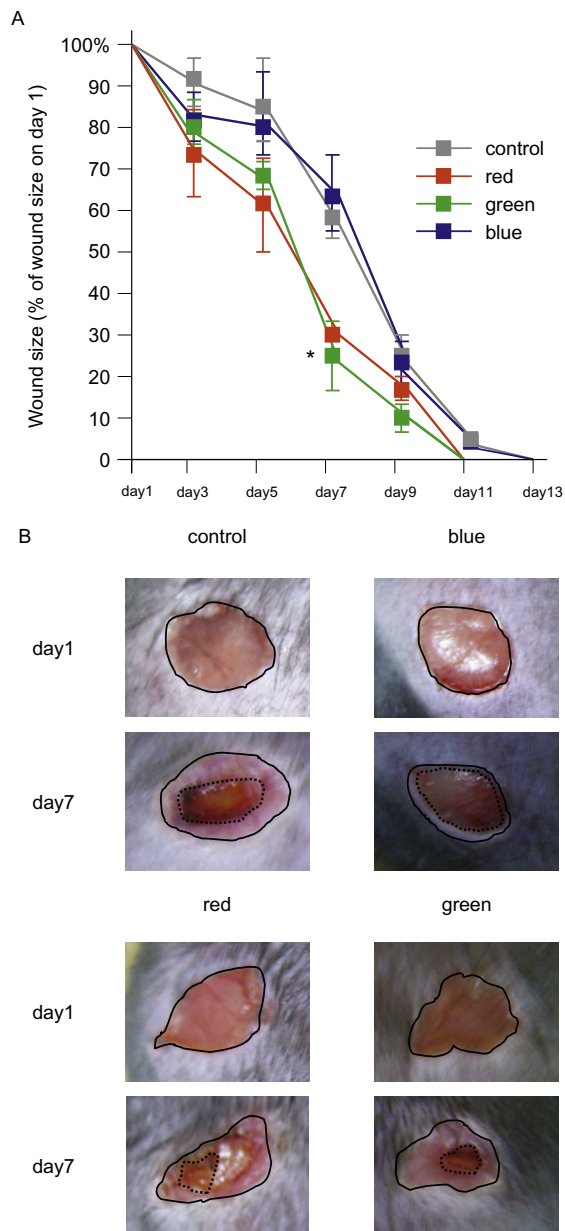 A
Wound size (% of wound size on day 1)
100%
90
80
70
60
50
40
30
20
10
0
control
red
green
blue
*
day1 day3 day5 day7 day9 day11 day13
B
control blue
day1
day7
red green
day1
day7